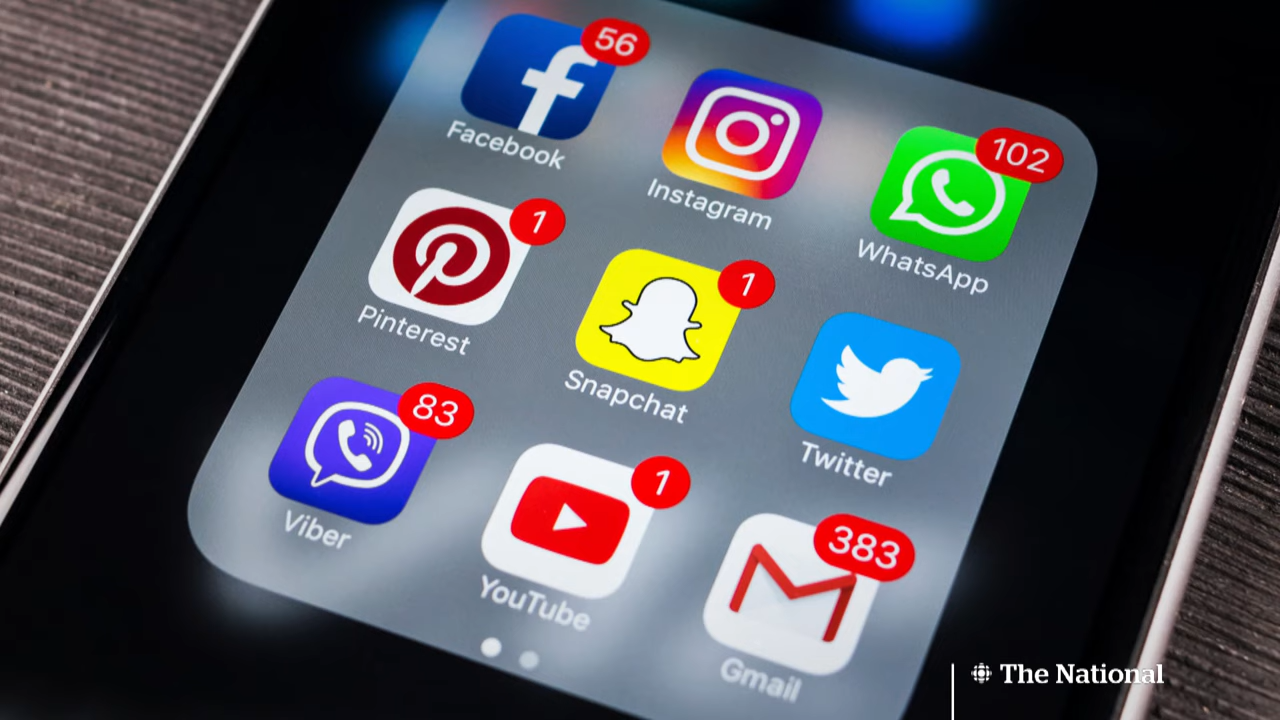 56
Facebook
Instagram
102
WhatsApp
1
Pinterest
1
Snapchat
Twitter
83
Viber
1
YouTube
383
Gmail
The National